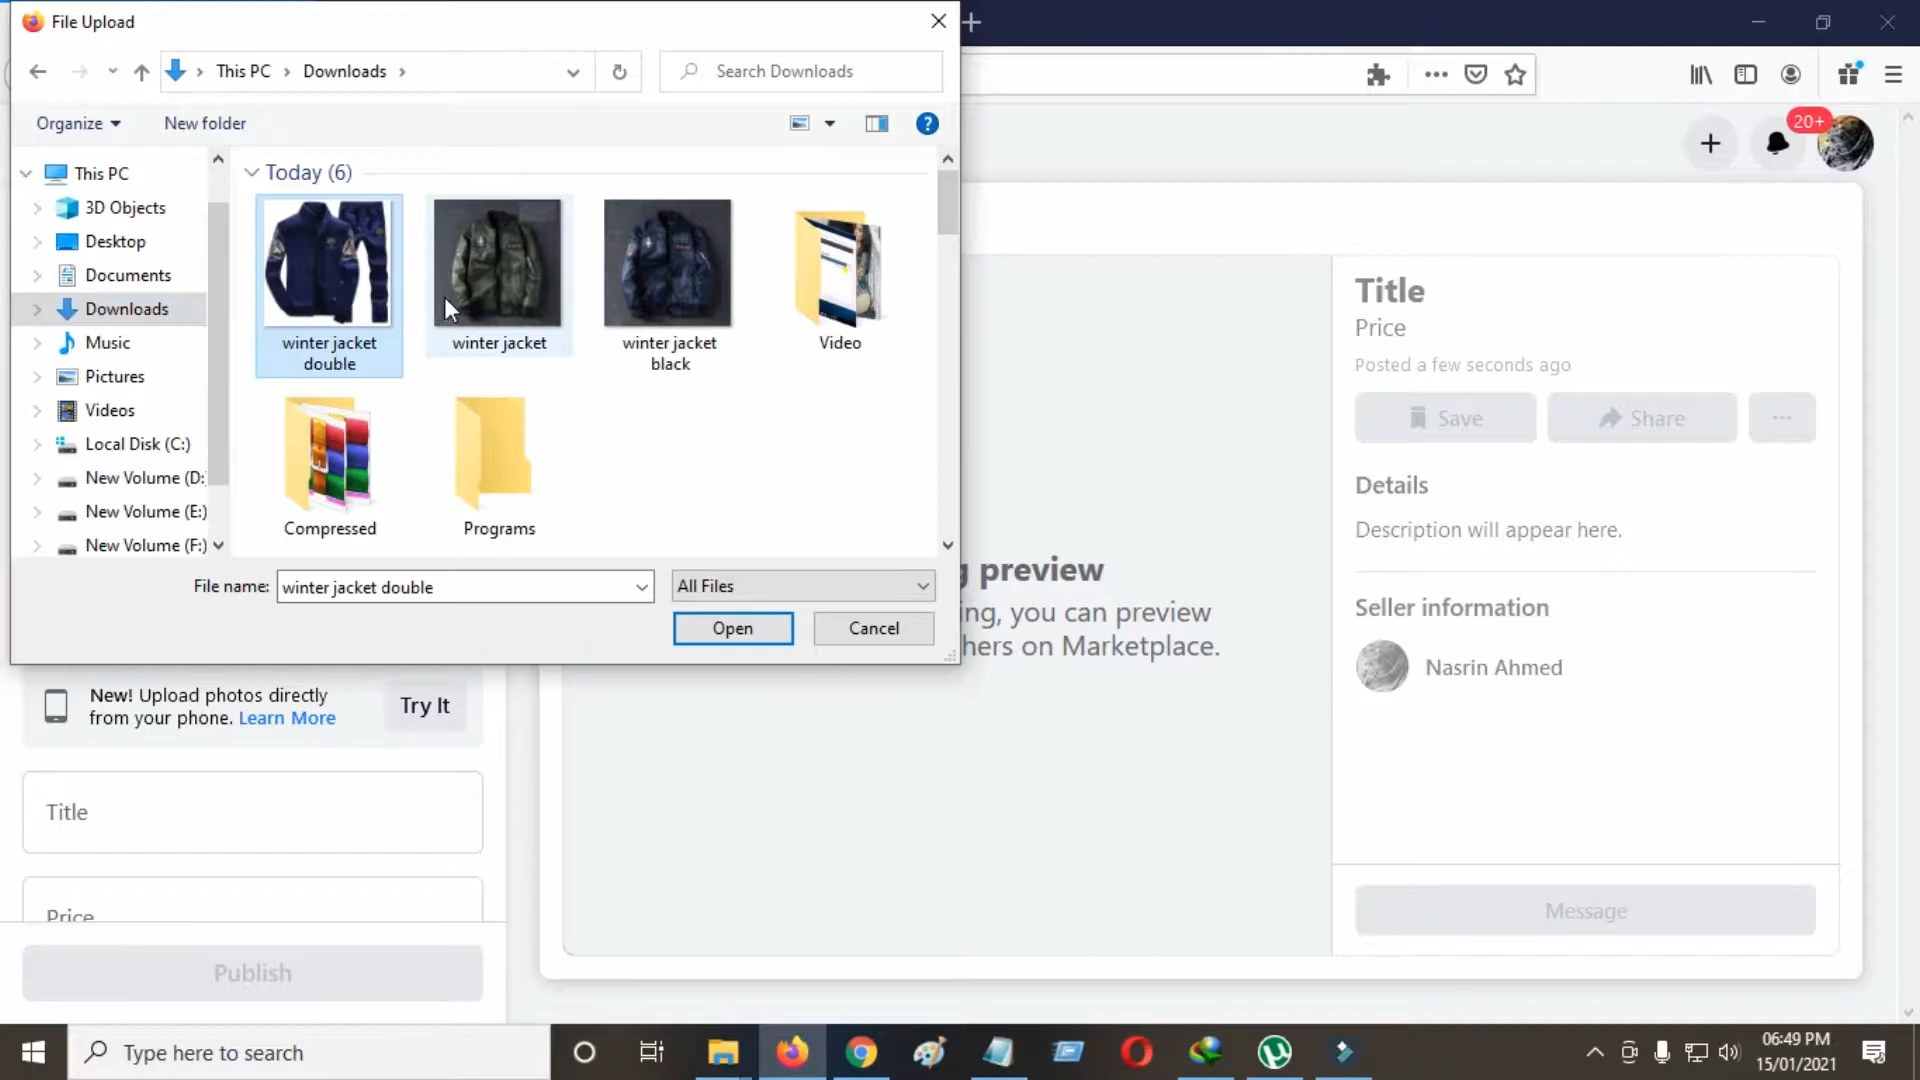 File Upload
This PC
Downloads
Search Downloads
Organize
New folder
This PC
3D Objects
Desktop
Documents
Downloads
Music
Pictures
Videos
Local Disk (C:)
New Volume (D:
New Volume (E:)
New Volume (F:)
Today (6)
winter jacket
double
winter jacket
winter jacket
black
Video
Compressed
Programs
File name:
winter jacket double
All Files
Open
Cancel
20+
preview
ing, you can preview
hers on Marketplace.
Title
Price
Posted a few seconds ago
Save
Share
Details
Description will appear here.
Seller information
Nasrin Ahmed
Message
New! Upload photos directly
from your phone. Learn More
Try It
Title
Price
Publish
Type here to search
06:49 PM
15/01/2021